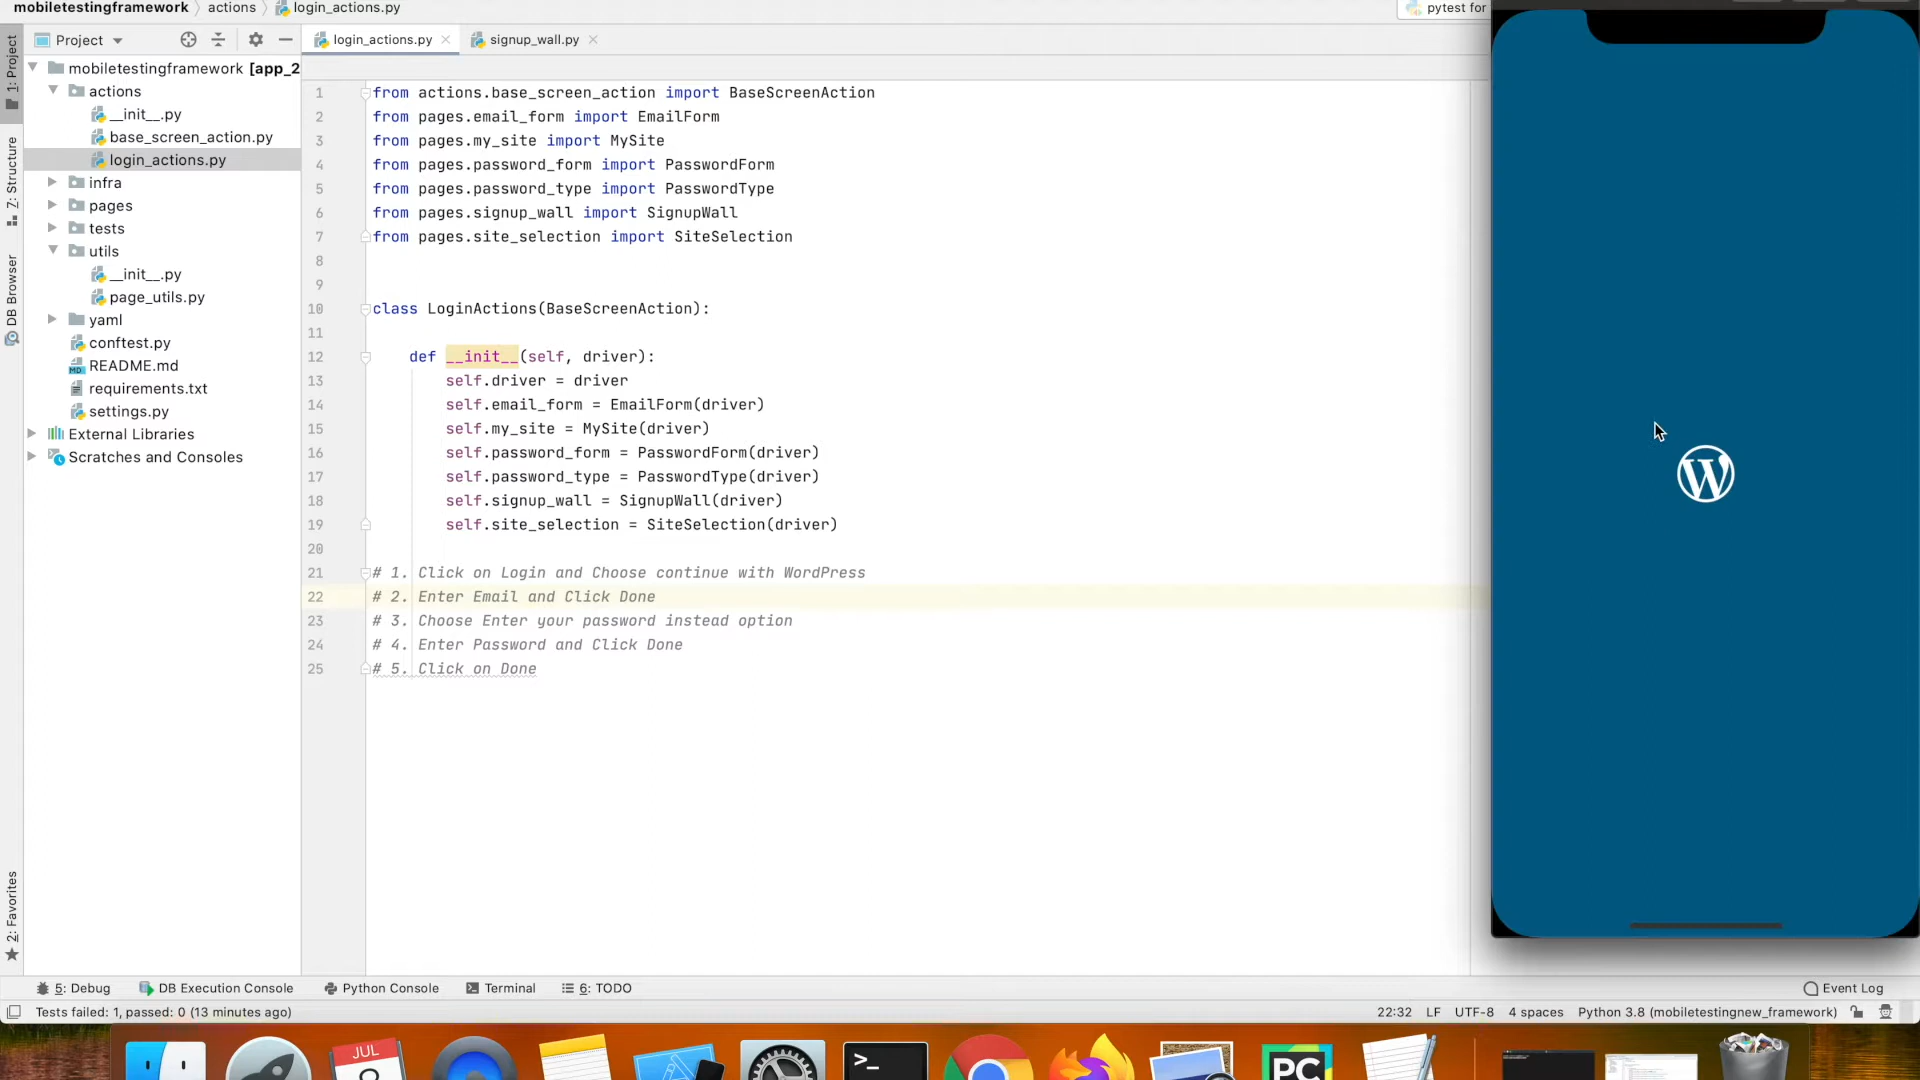 mobiletestingframework
actions
login_actions.py
pytest for
Project
login_actions.py
signup_wall.py
1: Project
Z: Structure
DB Browser
2: Favorites
mobiletestingframework [app_2
actions
__init__.py
base_screen_action.py
login_actions.py
infra
pages
tests
utils
__init__.py
page_utils.py
yaml
conftest.py
MD README.md
requirements.txt
settings.py
External Libraries
Scratches and Consoles
1 from actions.base_screen_action import BaseScreenAction
2 from pages.email_form import EmailForm
3 from pages.my_site import MySite
4 from pages.password_form import PasswordForm
5 from pages.password_type import PasswordType
6 from pages.signup_wall import SignupWall
7 from pages.site_selection import SiteSelection
8
9
10 class LoginActions(BaseScreenAction):
11
12 def __init__(self, driver):
13 self.driver = driver
14 self.email_form = EmailForm(driver)
15 self.my_site = MySite(driver)
16 self.password_form = PasswordForm(driver)
17 self.password_type = PasswordType(driver)
18 self.signup_wall = SignupWall(driver)
19 self.site_selection = SiteSelection(driver)
20
21 # 1. Click on Login and Choose continue with WordPress
22 # 2. Enter Email and Click Done
23 # 3. Choose Enter your password instead option
24 # 4. Enter Password and Click Done
25 # 5. Click on Done
W
5: Debug
DB Execution Console
Python Console
Terminal
6: TODO
Event Log
Tests failed: 1, passed: 0 (13 minutes ago)
22:32 LF UTF-8 4 spaces Python 3.8 (mobiletestingnew_framework)
JUL
>_
PC